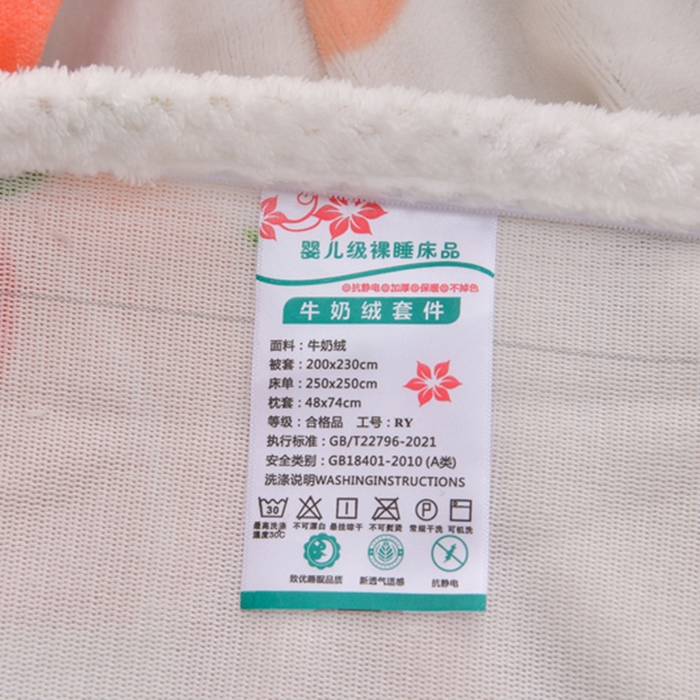 婴儿级裸睡床品
抗静电 加厚 保暖 不掉色
牛奶绒套件
面料：牛奶绒
被套：200x230cm
床单：250x250cm
枕套：48x74cm
等级：合格品 工号：RY
执行标准：GB/T22796-2021
安全类别：GB18401-2010 (A类)
洗涤说明WASHINGINSTRUCTIONS
30 P
最高洗涤温度30C 不可漂白 悬挂晾干 不可熨烫 常规干洗 可机洗
致优睡眠品质 新透气适感 抗静电